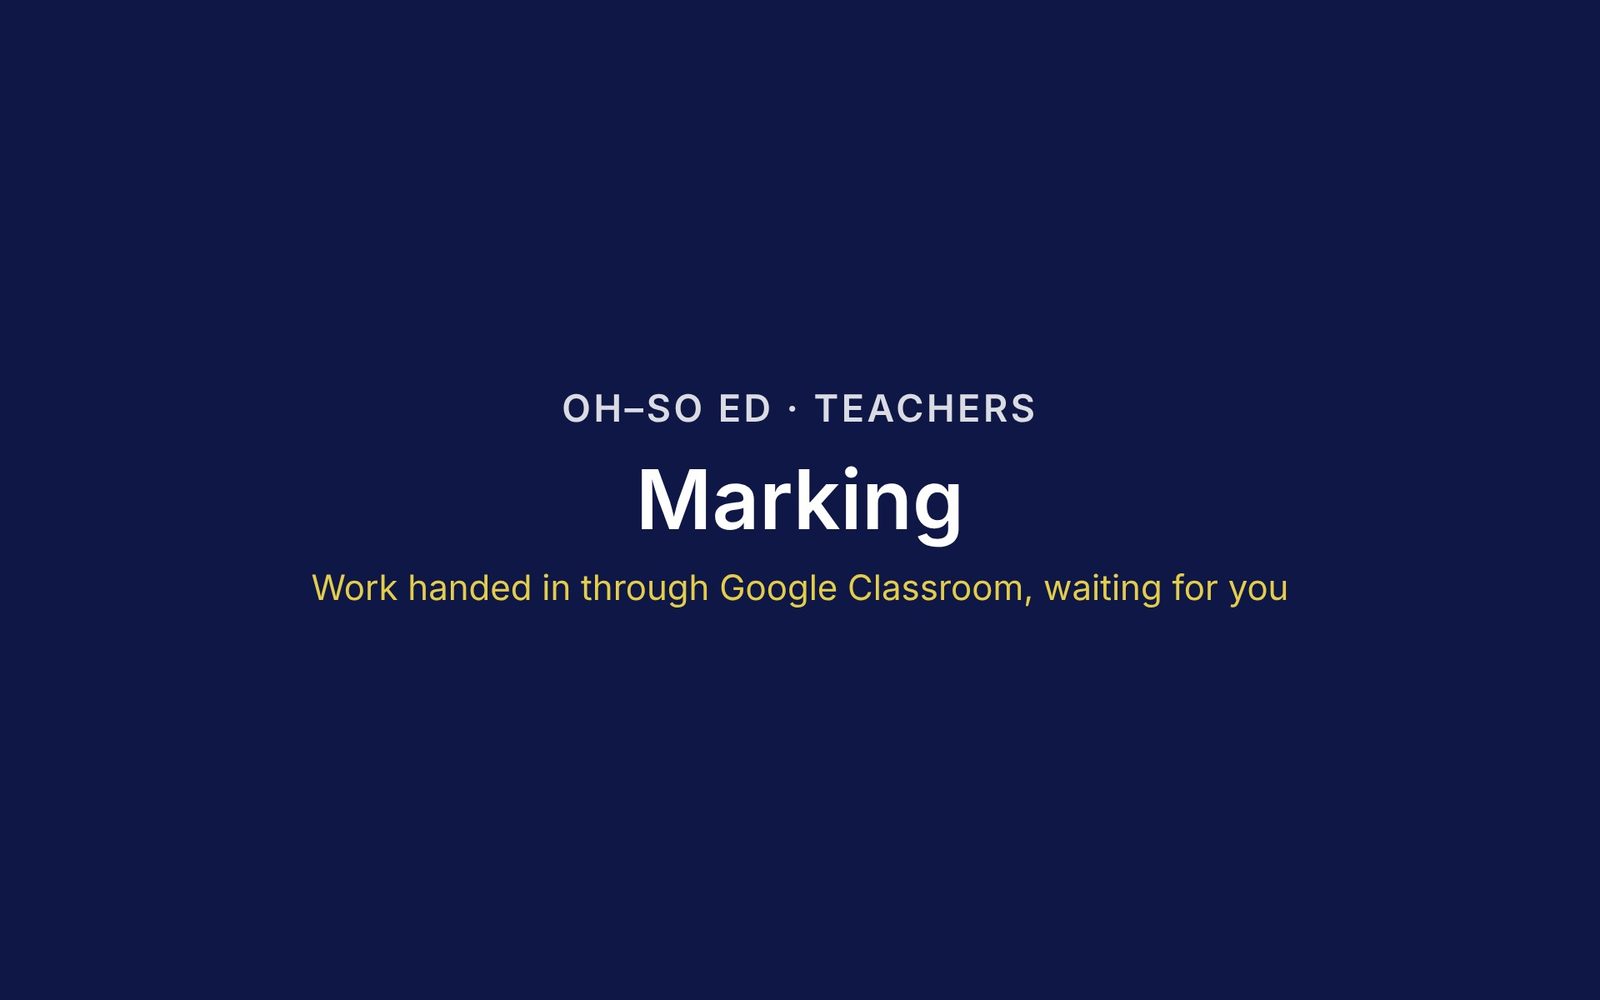 OH–SO ED · TEACHERS
Marking
Work handed in through Google Classroom, waiting for you